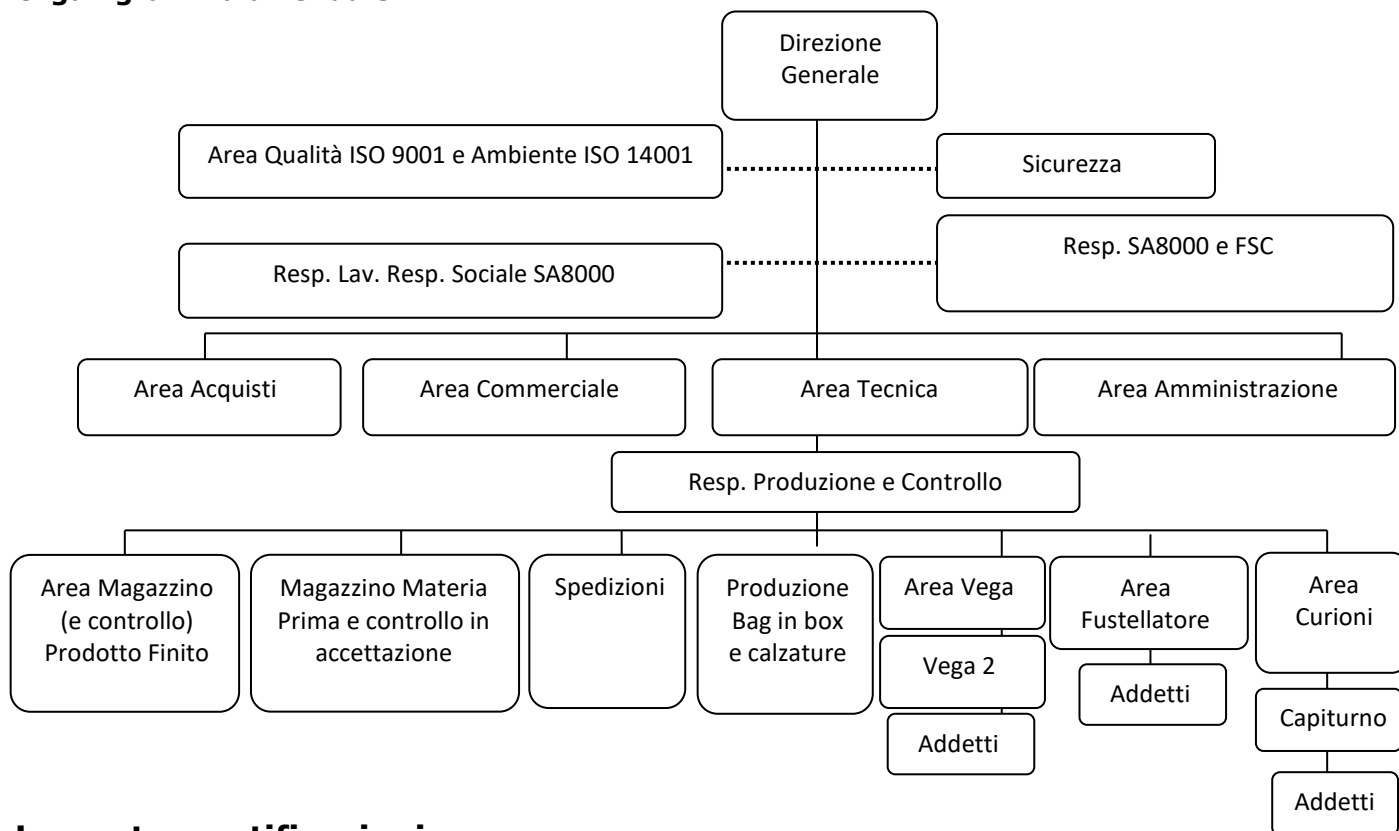 Direzione
Generale
Area Qualità ISO 9001 e Ambiente ISO 14001
Sicurezza
Resp. Lav. Resp. Sociale SA8000
Resp. SA8000 e FSC
Area Acquisti
Area Commerciale
Area Tecnica
Area Amministrazione
Resp. Produzione e Controllo
Area Magazzino
(e controllo)
Prodotto Finito
Magazzino Materia
Prima e controllo in
accettazione
Spedizioni
Produzione
Bag in box
e calzature
Area Vega
Vega 2
Addetti
Area
Fustellatore
Addetti
Area
Curioni
Capiturno
Addetti